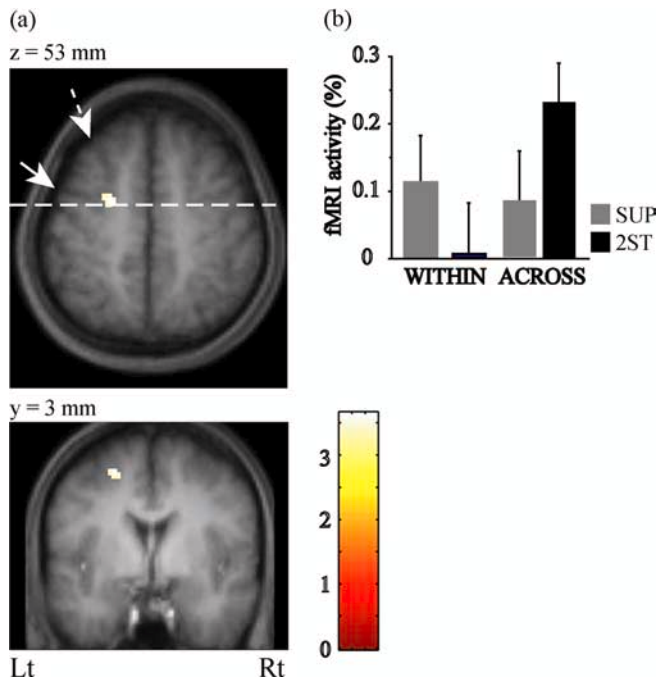 (a)
z = 53 mm
y = 3 mm
Lt Rt
(b)
fMRI activity (%)
0.3
0.2
0.1
0
WITHIN ACROSS
SUP
2ST
3
2
1
0